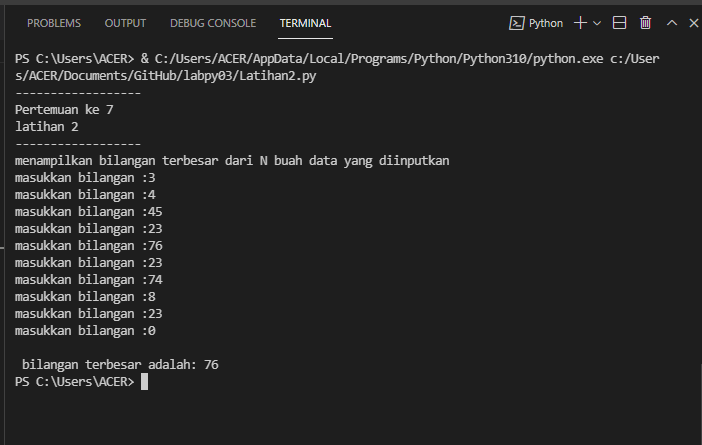 PROBLEMS OUTPUT DEBUG CONSOLE TERMINAL Python
PS C:\Users\ACER> & C:/Users/ACER/AppData/Local/Programs/Python/Python310/python.exe c:/User
s/ACER/Documents/GitHub/labpy03/Latihan2.py
------------------
Pertemuan ke 7
latihan 2
------------------
menampilkan bilangan terbesar dari N buah data yang diinputkan
masukkan bilangan :3
masukkan bilangan :4
masukkan bilangan :45
masukkan bilangan :23
masukkan bilangan :76
masukkan bilangan :23
masukkan bilangan :74
masukkan bilangan :8
masukkan bilangan :23
masukkan bilangan :0
bilangan terbesar adalah: 76
PS C:\Users\ACER>